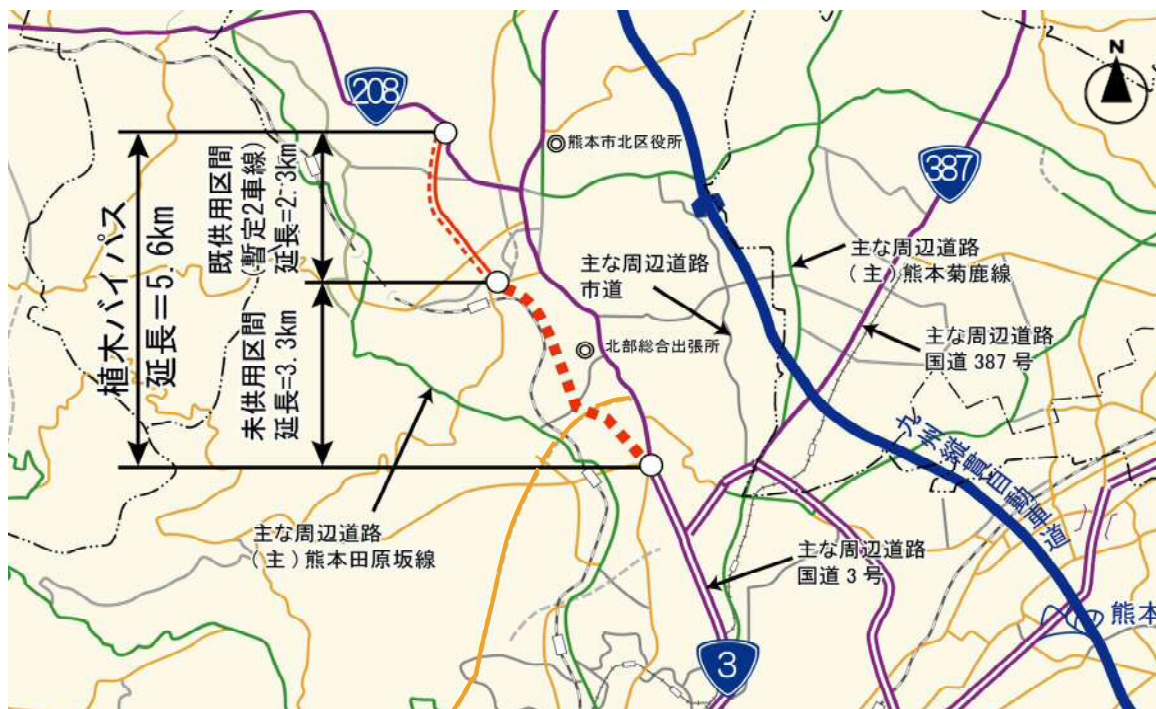 N
208
387
3
熊本市北区役所
北部総合出張所
植木バイパス
延長＝5.6km
既供用区間
(暫定2車線)
延長=2.3km
未供用区間
延長=3.3km
主な周辺道路
市道
主な周辺道路
(主)熊本菊鹿線
主な周辺道路
国道387号
九州縦貫自動車道
主な周辺道路
(主)熊本田原坂線
主な周辺道路
国道3号
熊本